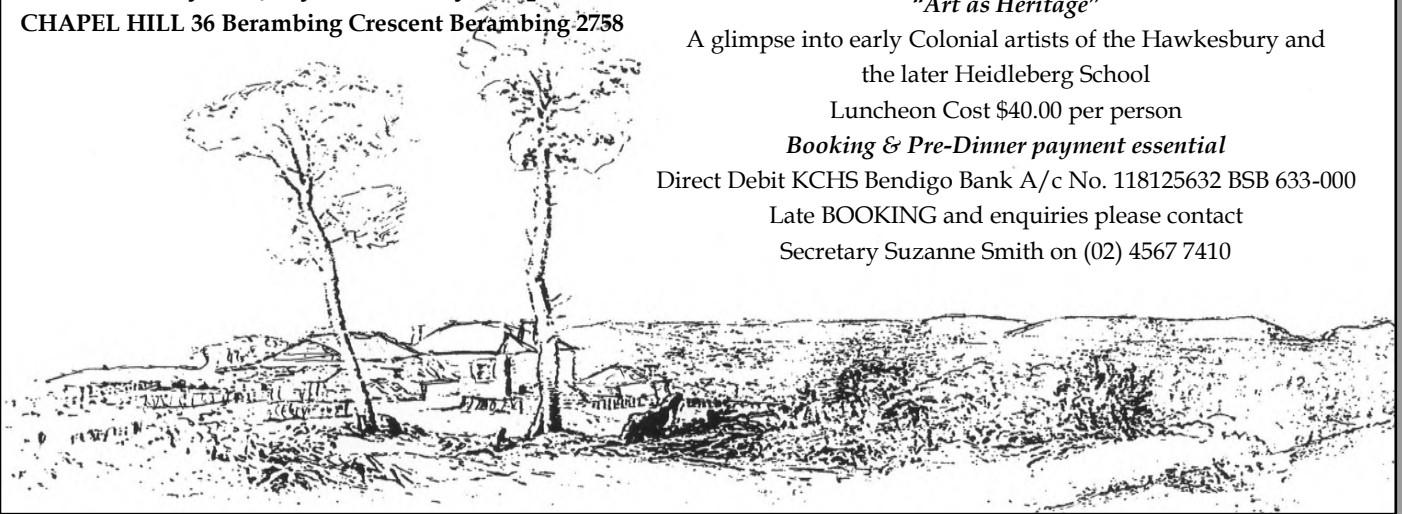 CHAPEL HILL 36 Berambing Crescent Berambing 2758
"Art as Heritage"
A glimpse into early Colonial artists of the Hawkesbury and
the later Heidleberg School
Luncheon Cost $40.00 per person
Booking & Pre-Dinner payment essential
Direct Debit KCHS Bendigo Bank A/c No. 118125632 BSB 633-000
Late BOOKING and enquiries please contact
Secretary Suzanne Smith on (02) 4567 7410